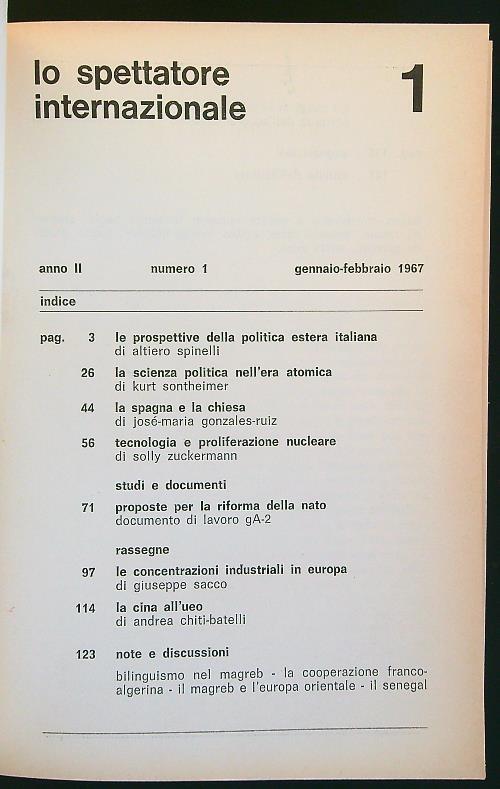 lo spettatore
internazionale 1
anno II numero 1 gennaio-febbraio 1967
indice
pag. 3 le prospettive della politica estera italiana
di altiero spinelli
26 la scienza politica nell'era atomica
di kurt sontheimer
44 la spagna e la chiesa
di josé-maria gonzales-ruiz
56 tecnologia e proliferazione nucleare
di solly zuckermann
studi e documenti
71 proposte per la riforma della nato
documento di lavoro gA-2
rassegne
97 le concentrazioni industriali in europa
di giuseppe sacco
114 la cina all'ueo
di andrea chiti-batelli
123 note e discussioni
bilinguismo nel magreb - la cooperazione franco-
algerina - il magreb e l'europa orientale - il senegal